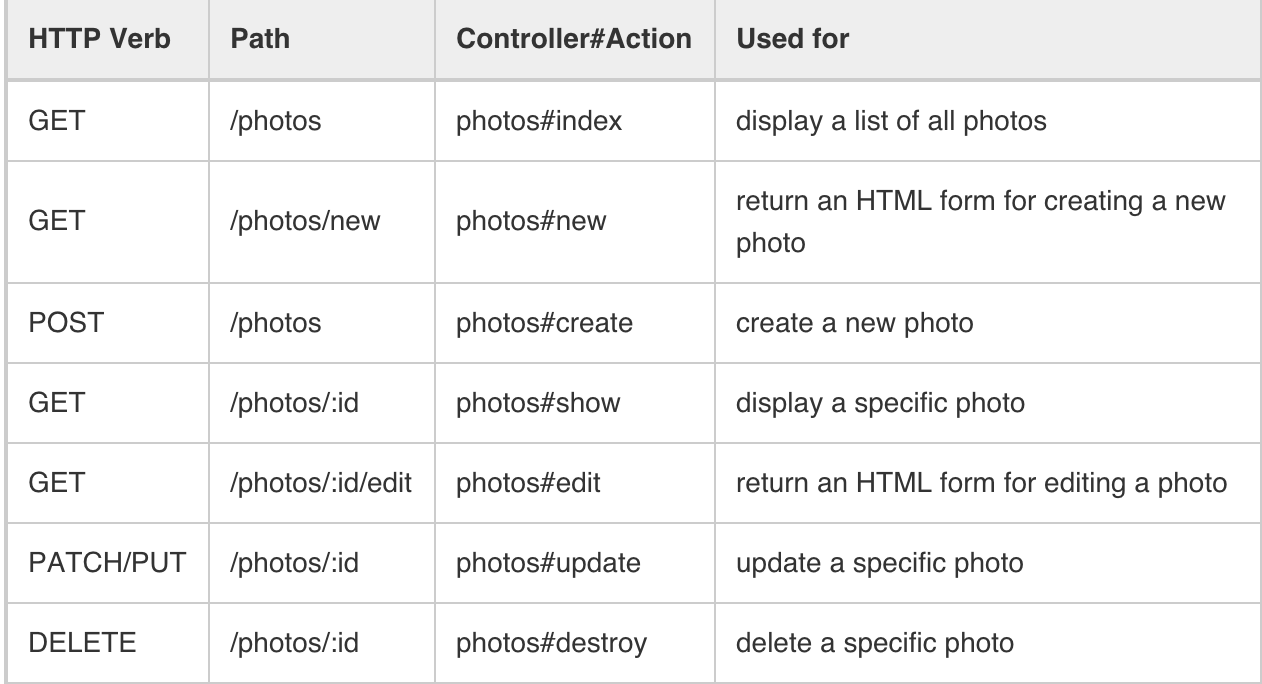 HTTP Verb Path Controller#Action Used for
GET /photos photos#index display a list of all photos
GET /photos/new photos#new return an HTML form for creating a new
photo
POST /photos photos#create create a new photo
GET /photos/:id photos#show display a specific photo
GET /photos/:id/edit photos#edit return an HTML form for editing a photo
PATCH/PUT /photos/:id photos#update update a specific photo
DELETE /photos/:id photos#destroy delete a specific photo